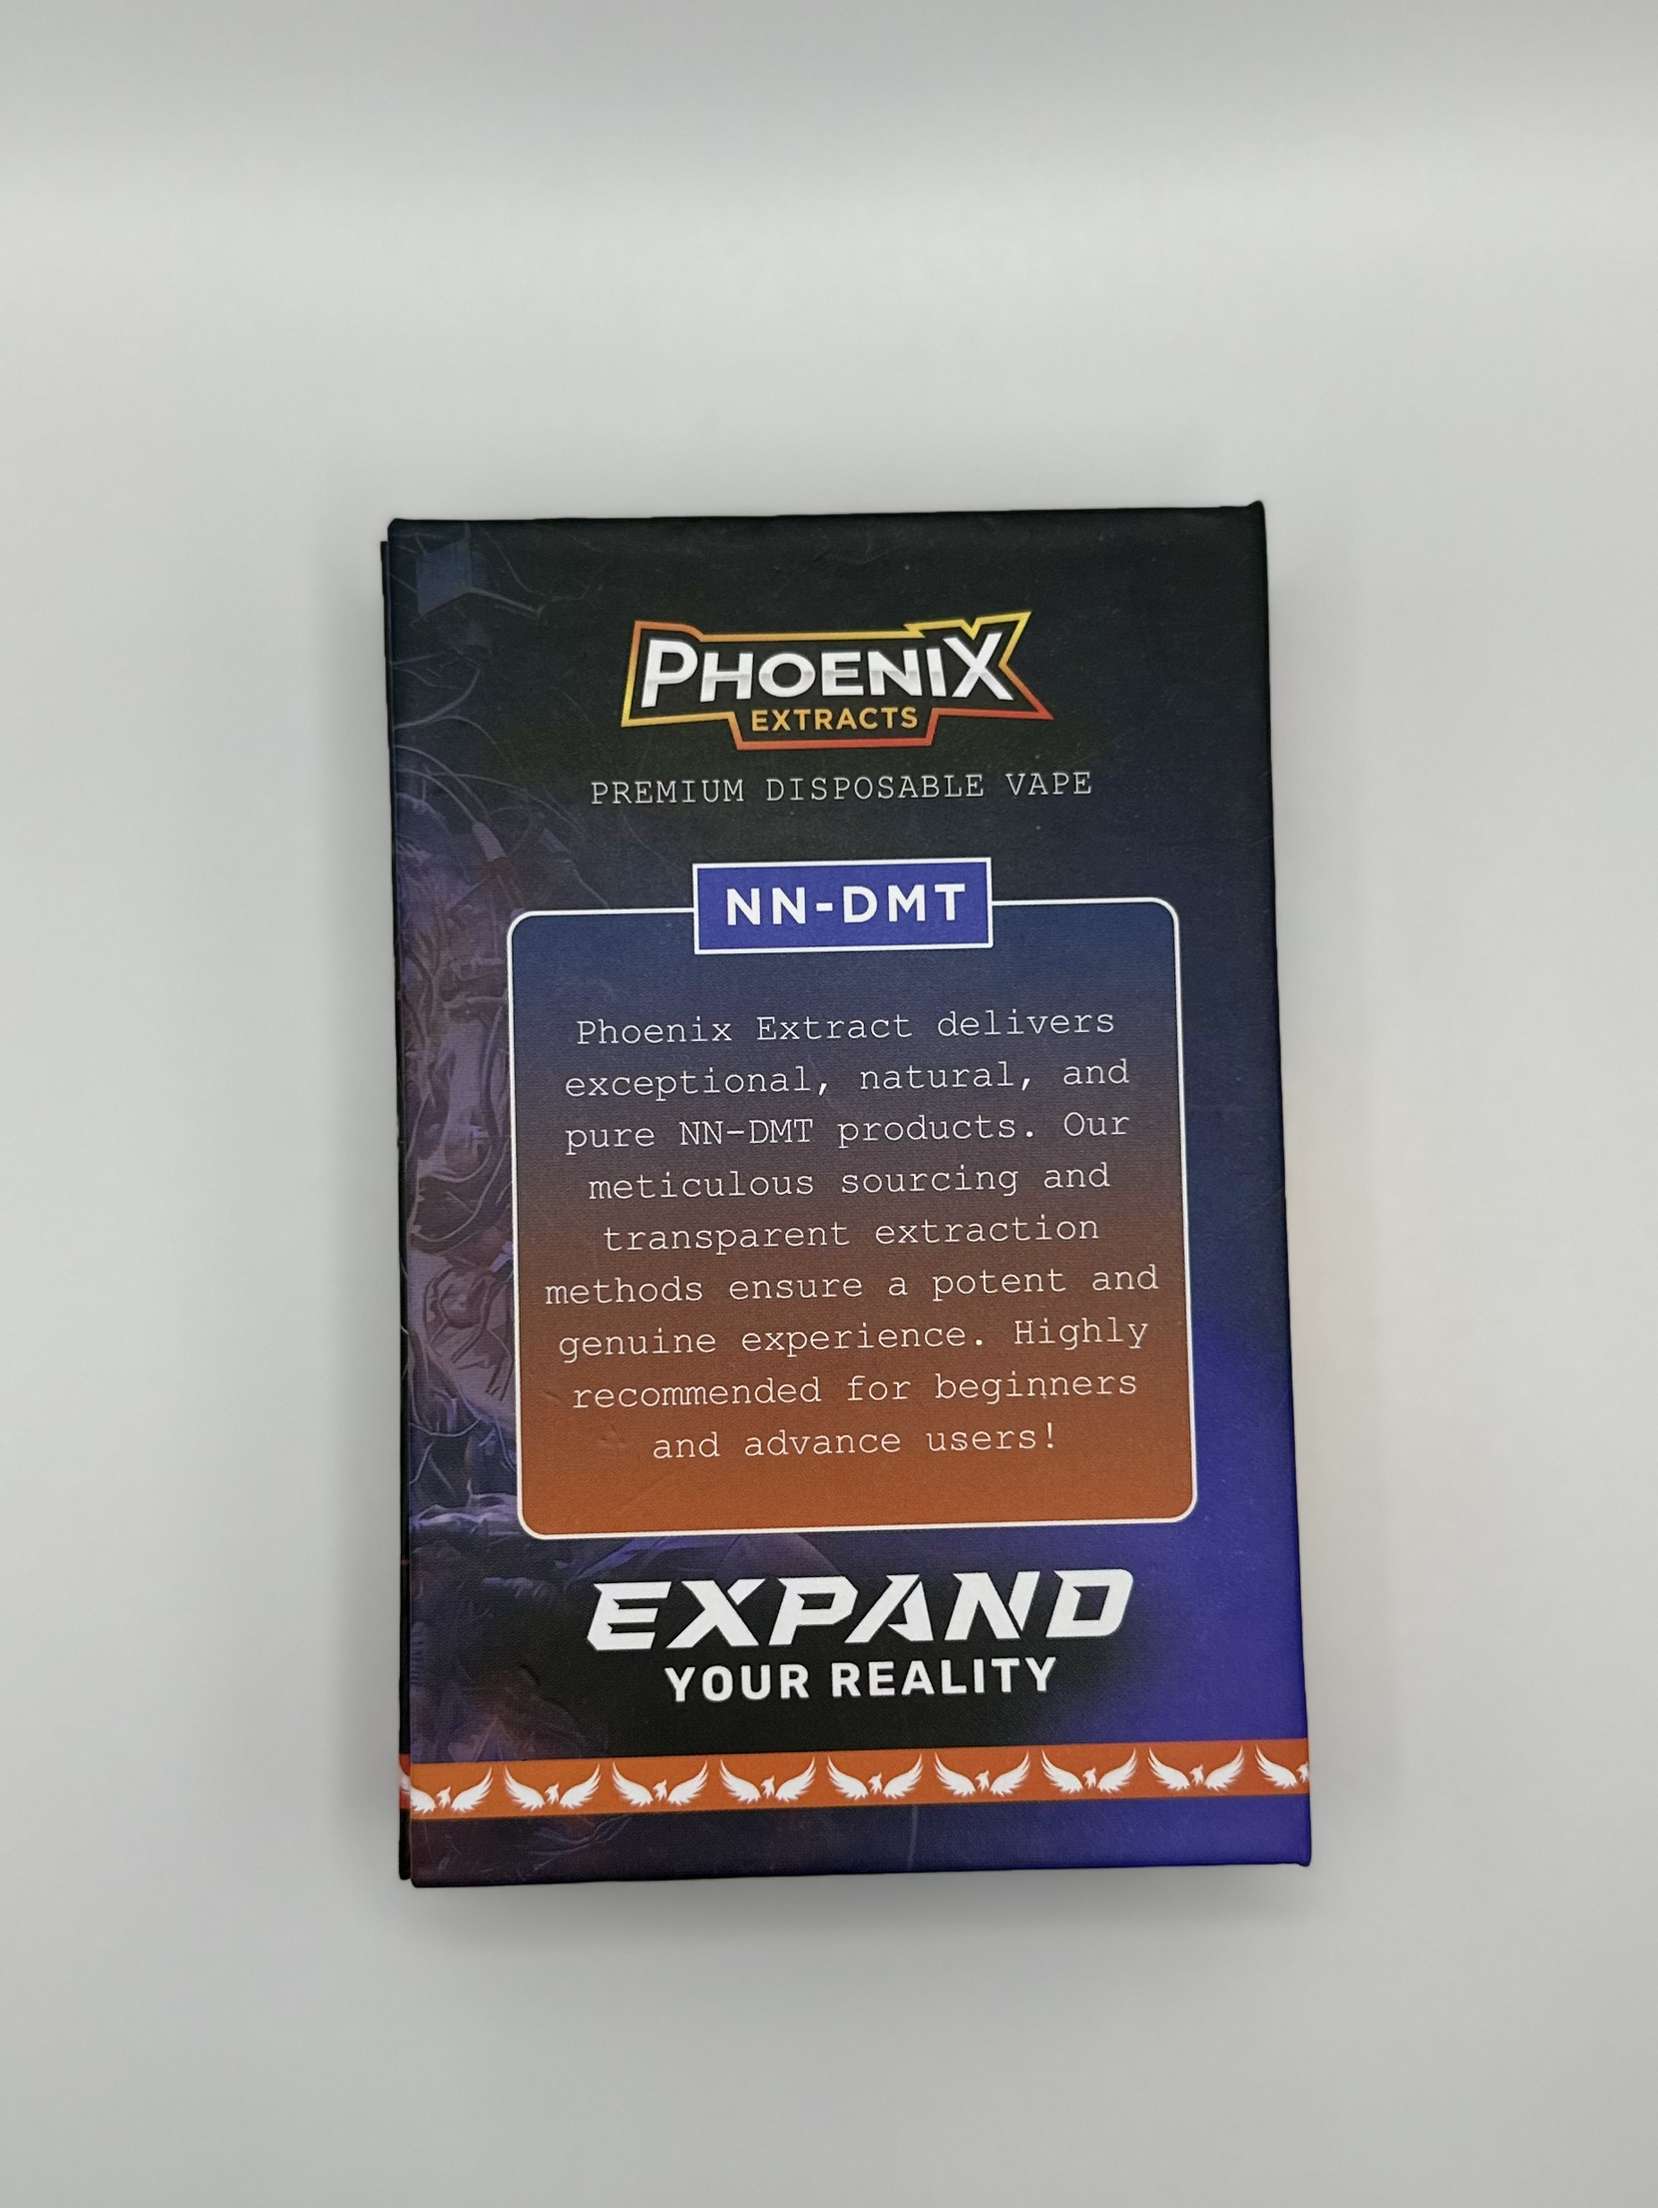 PHOENIX
EXTRACTS
PREMIUM DISPOSABLE VAPE
NN-DMT
Phoenix Extract delivers
exceptional, natural, and
pure NN-DMT products. Our
meticulous sourcing and
transparent extraction
methods ensure a potent and
genuine experience. Highly
recommended for beginners
and advance users!
EXPAND
YOUR REALITY